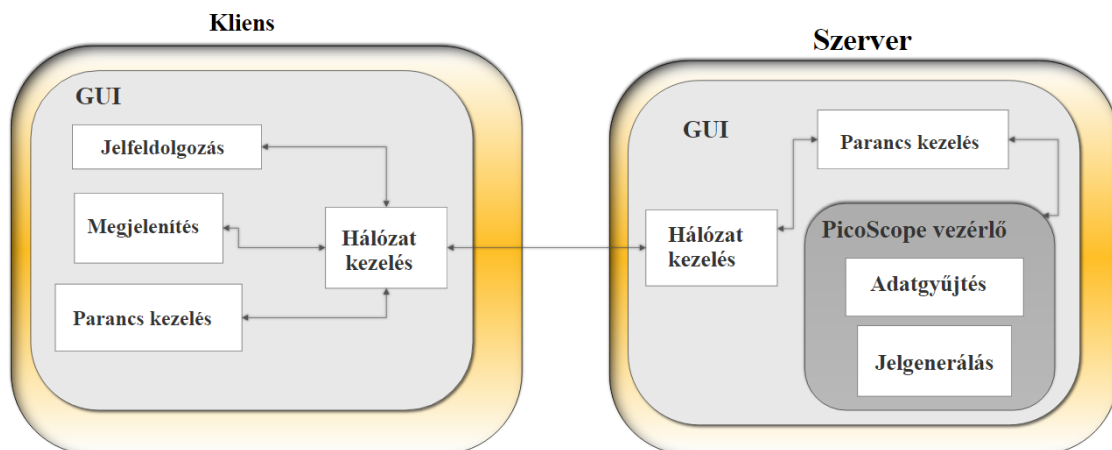 Kliens
GUI
Jelfeldolgozás
Megjelenítés
Hálózat
kezelés
Parancs kezelés
Szerver
GUI
Parancs kezelés
Hálózat
kezelés
PicoScope vezérlő
Adatgyűjtés
Jelgenerálás